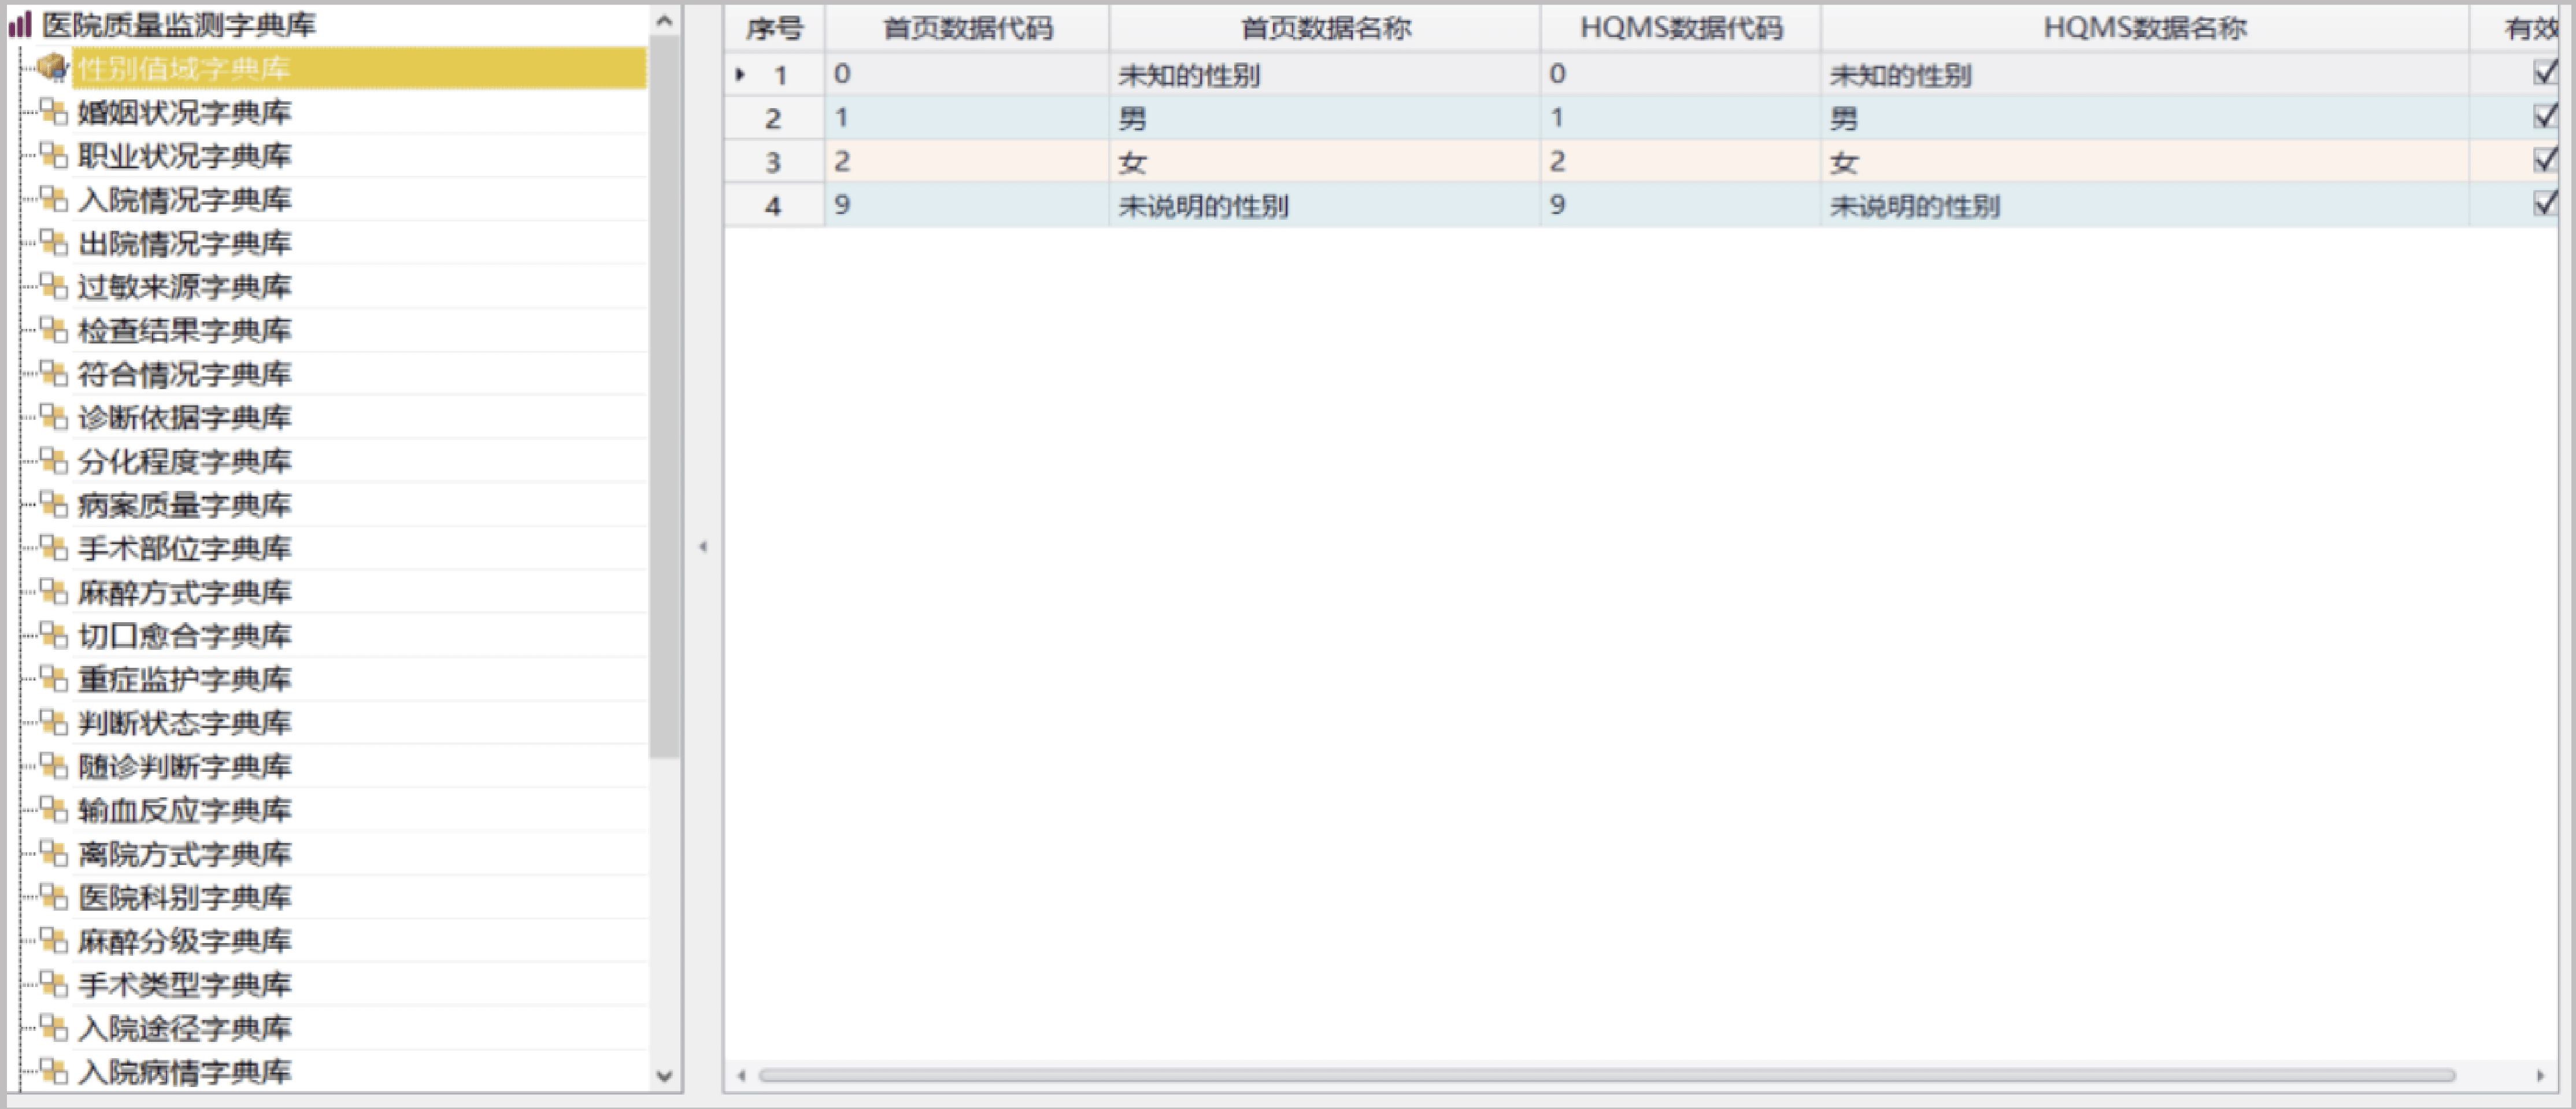 医院质量监测字典库
性别值域字典库
婚姻状况字典库
职业状况字典库
入院情况字典库
出院情况字典库
过敏来源字典库
检查结果字典库
符合情况字典库
诊断依据字典库
分化程度字典库
病案质量字典库
手术部位字典库
麻醉方式字典库
切口愈合字典库
重症监护字典库
判断状态字典库
随诊判断字典库
输血反应字典库
离院方式字典库
医院科别字典库
麻醉分级字典库
手术类型字典库
入院途径字典库
入院病情字典库
序号 首页数据代码 首页数据名称 HQMS数据代码 HQMS数据名称 有效
1 0 未知的性别 0 未知的性别
2 1 男 1 男
3 2 女 2 女
4 9 未说明的性别 9 未说明的性别